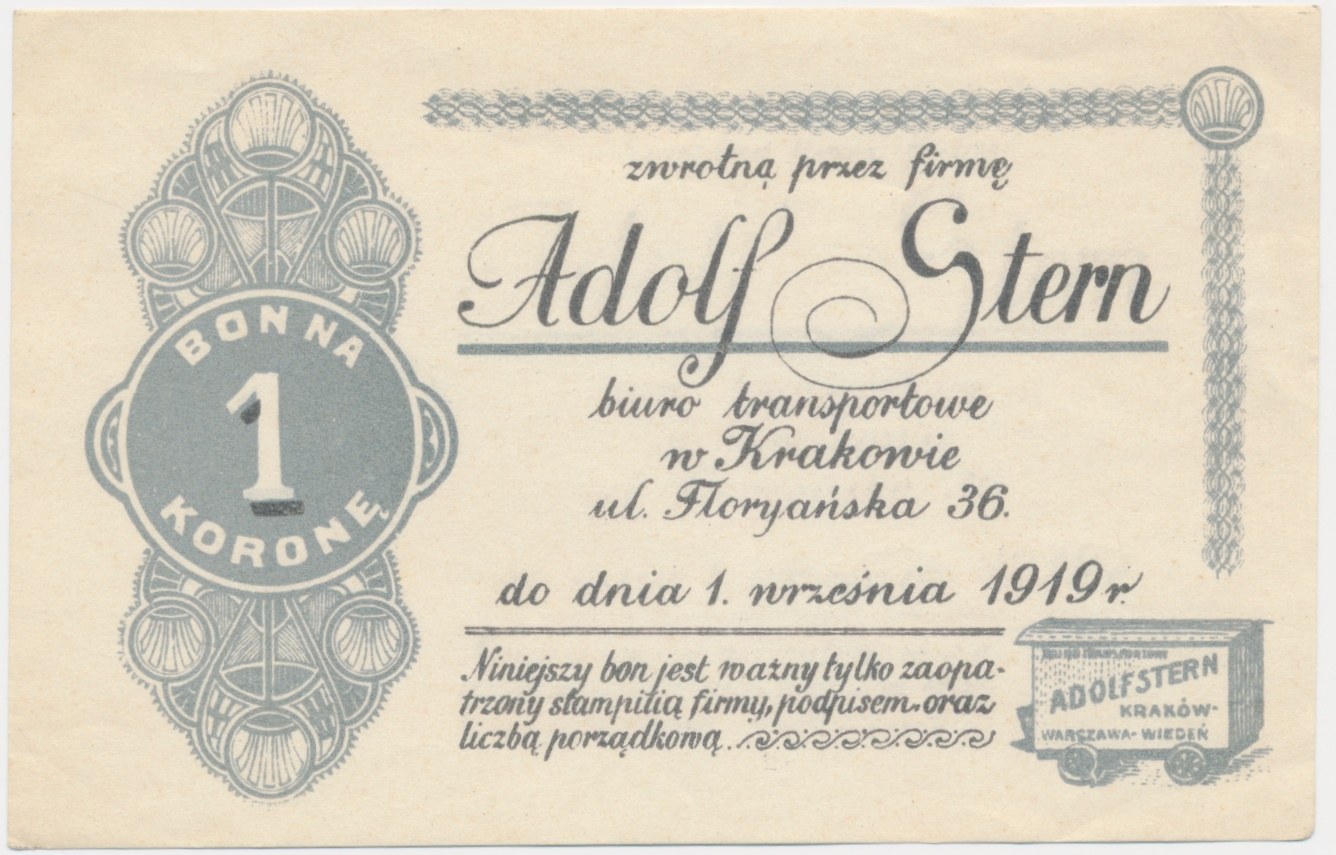 BON NA
1
KORONĘ
zwrotną przez firmę
Adolf Stern
biuro transportowe
w Krakowie
ul. Floryańska 36.
do dnia 1. września 1919 r.
Niniejszy bon jest ważny tylko zaopa-
trzony stampilią firmy, podpisem, oraz
liczbą porządkową.
ADOLF STERN
KRAKÓW-
WARSZAWA-WIEDEŃ